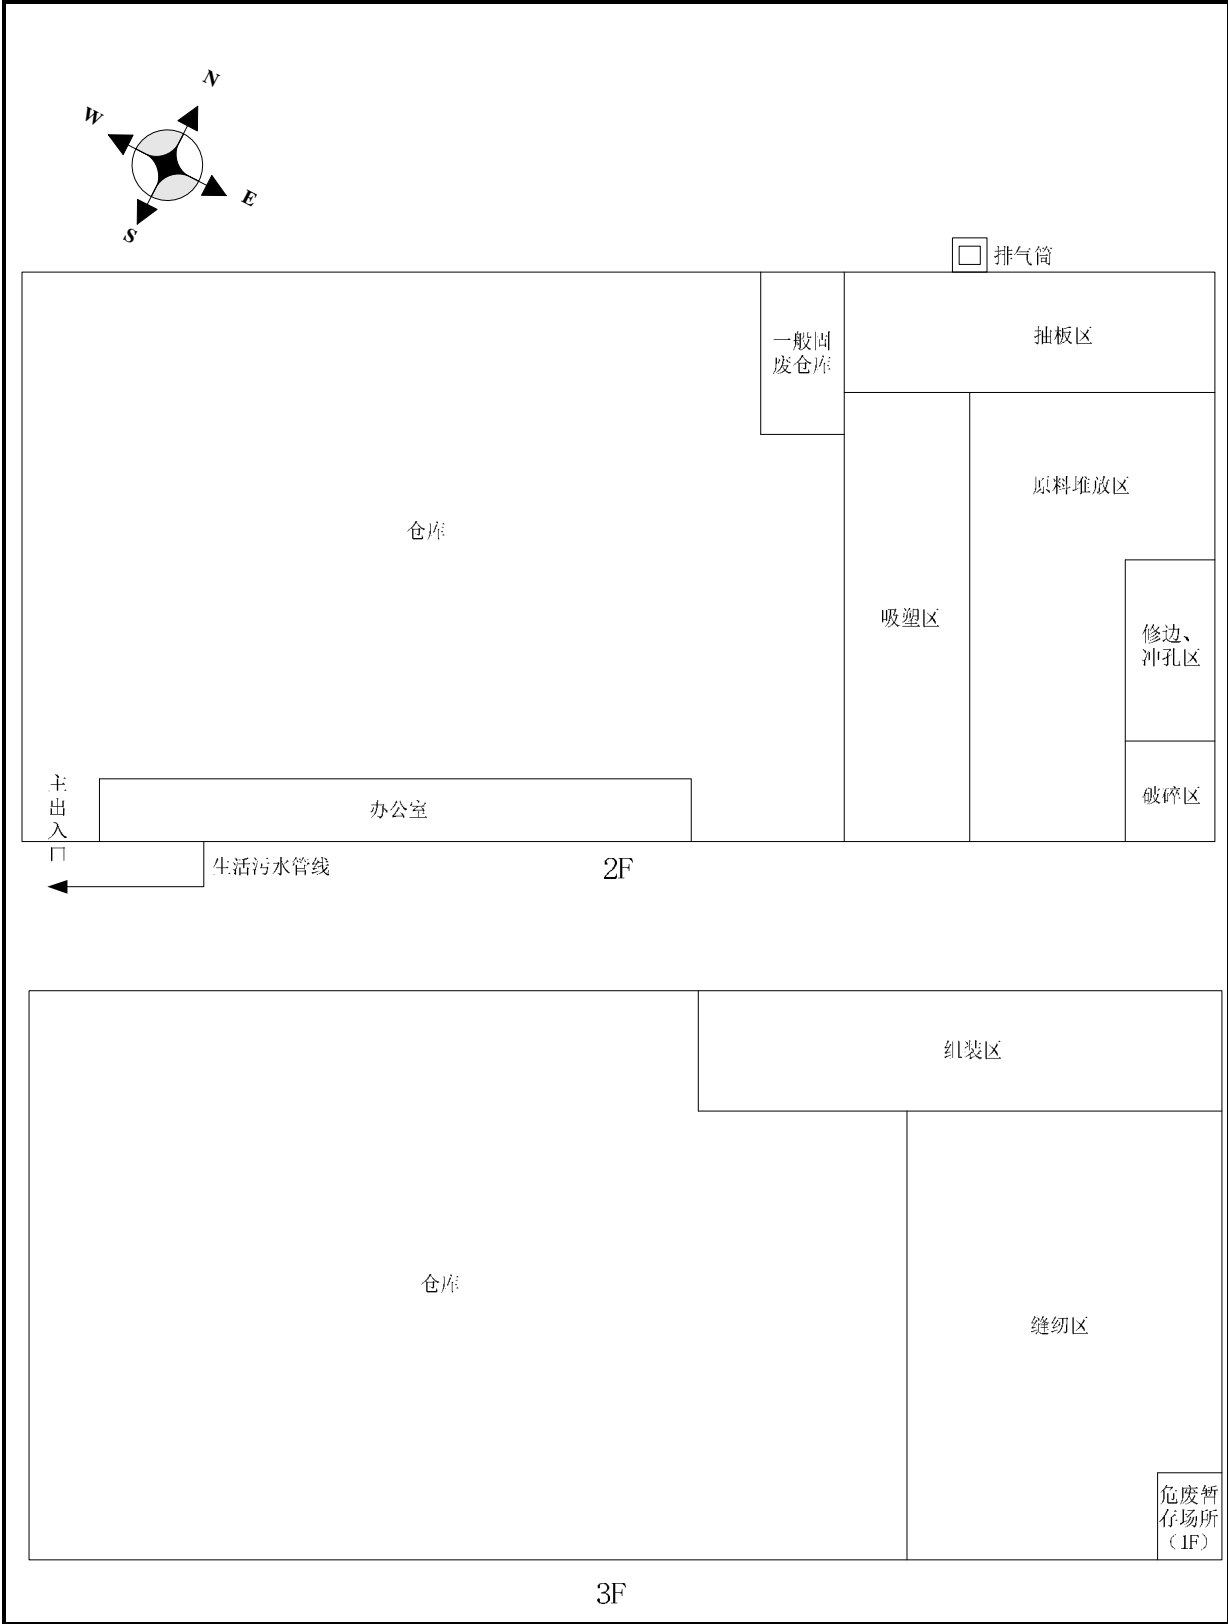 N
W
E
S
排气筒
一般固
废仓库
抽板区
原料堆放区
仓库
吸塑区
修边、
冲孔区
主出入口
办公室
破碎区
生活污水管线
2F
组装区
仓库
缝纫区
危废暂
存场所
（1F）
3F